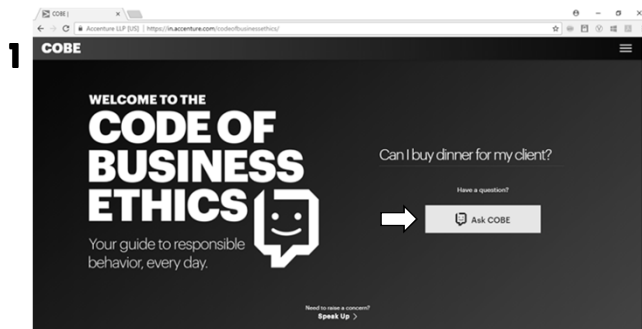 COBE |
Accenture LLP [US] | https://in.accenture.com/codeofbusinessethics/
1
COBE
WELCOME TO THE
CODE OF
BUSINESS
ETHICS
Your guide to responsible
behavior, every day.
Can I buy dinner for my client?
Have a question?
Ask COBE
Need to raise a concern?
Speak Up >